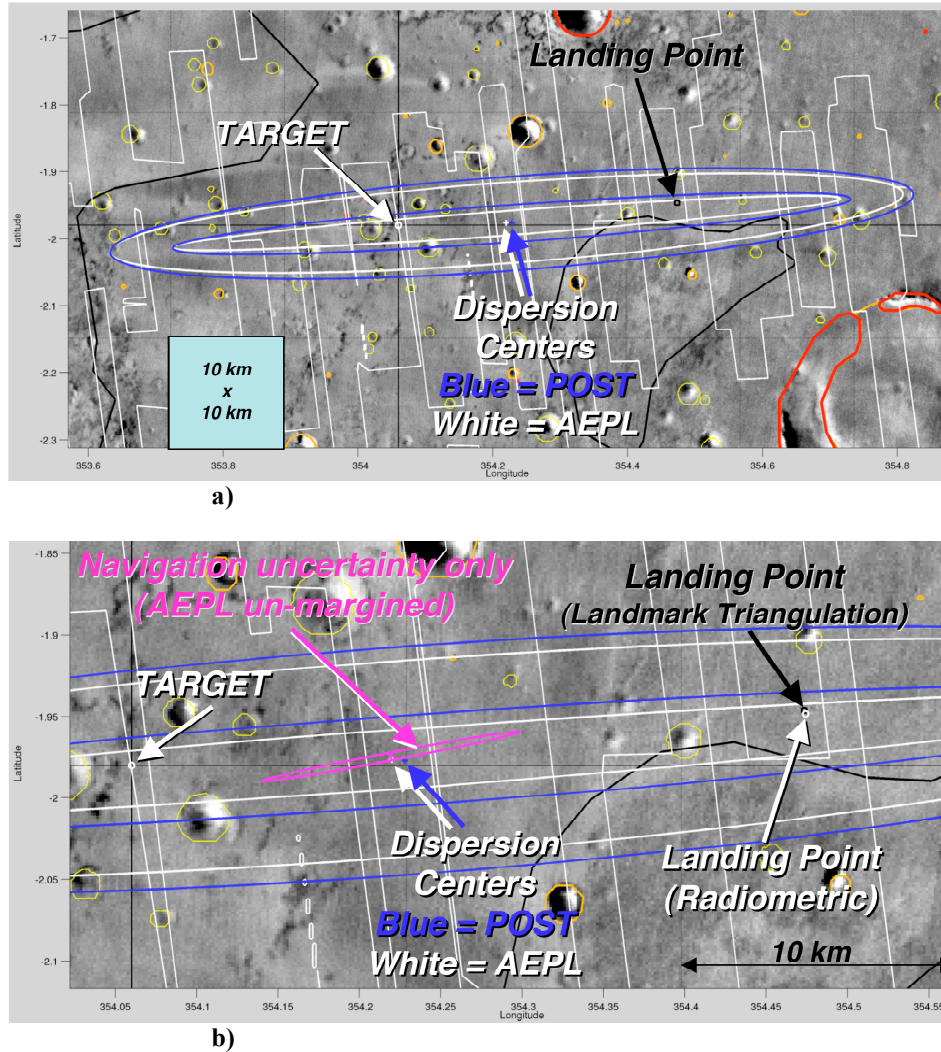 -1.7
Landing Point
-1.8
TARGET
-1.9
Latitude
-2
Dispersion
Centers
-2.1
Blue = POST
White = AEPL
10 km
x
10 km
-2.2
-2.3
353.6
353.8
354
354.2
354.4
354.6
354.8
Longitude
a)
-1.85
Navigation uncertainty only
(AEPL un-margined)
Landing Point
(Landmark Triangulation)
-1.9
TARGET
-1.95
Latitude
-2
Dispersion
Centers
Blue = POST
White = AEPL
Landing Point
(Radiometric)
-2.05
10 km
-2.1
354.05
354.1
354.15
354.2
354.25
354.3
354.35
354.4
354.45
354.5
354.55
Longitude
b)